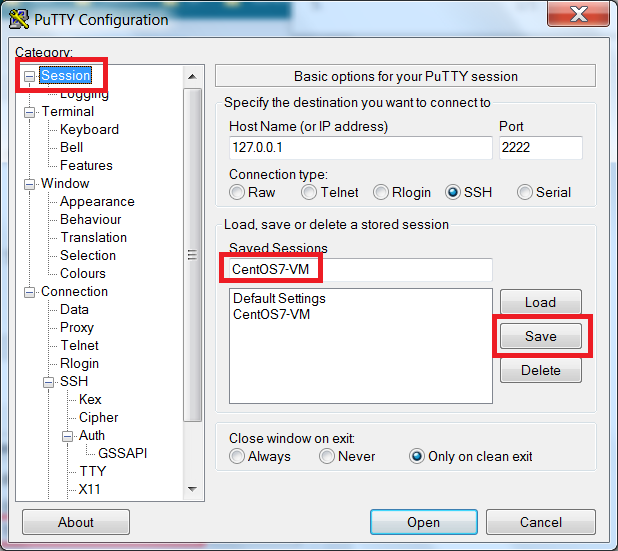 PuTTY Configuration
Category:
Session
Logging
Terminal
Keyboard
Bell
Features
Window
Appearance
Behaviour
Translation
Selection
Colours
Connection
Data
Proxy
Telnet
Rlogin
SSH
Kex
Cipher
Auth
GSSAPI
TTY
X11
Basic options for your PuTTY session
Specify the destination you want to connect to
Host Name (or IP address) Port
127.0.0.1 2222
Connection type:
Raw Telnet Rlogin SSH Serial
Load, save or delete a stored session
Saved Sessions
CentOS7-VM
Default Settings
CentOS7-VM
Load
Save
Delete
Close window on exit:
Always Never Only on clean exit
About Open Cancel